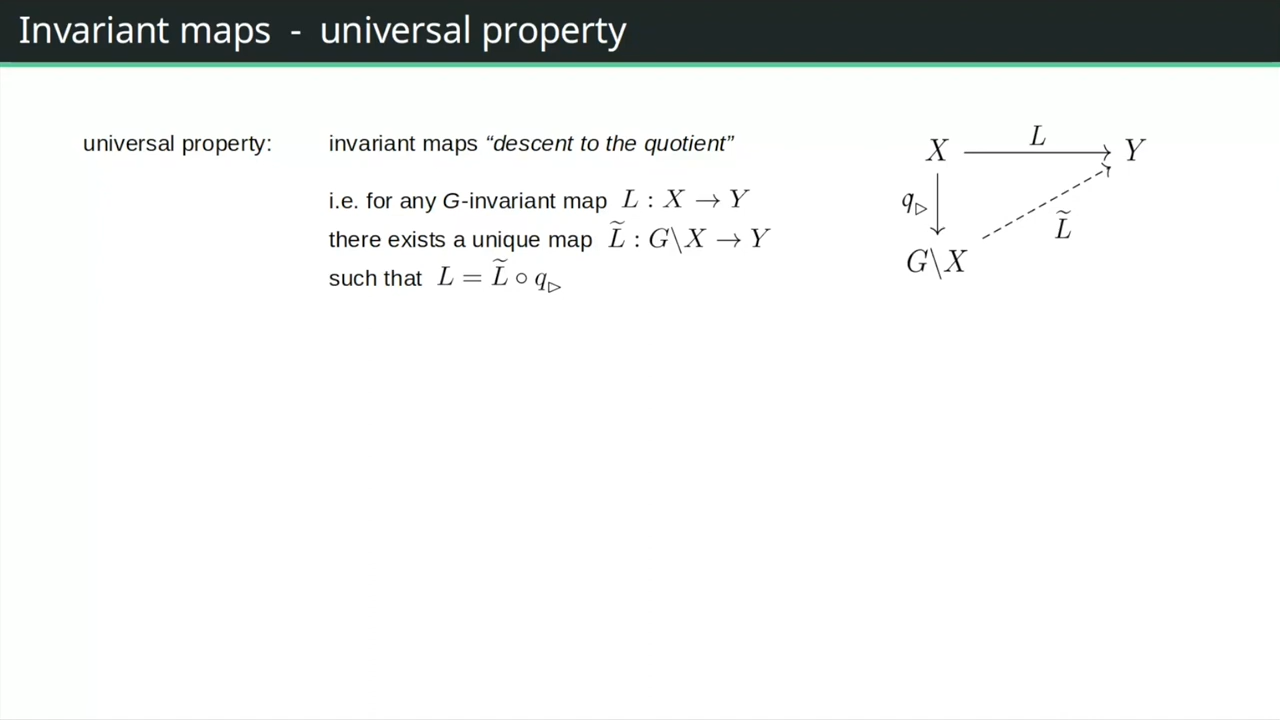 Invariant maps - universal property
universal property: invariant maps “descent to the quotient”
i.e. for any G-invariant map L : X → Y
there exists a unique map L̃ : G\X → Y
such that L = L̃ ∘ q▷
X L Y
q▷ L̃
G\X